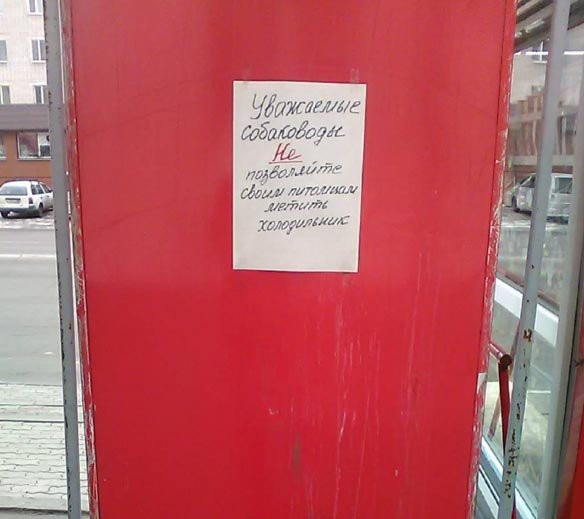 Уважаемые
собаководы
Не
позволяйте
своим питомцам
метить
холодильник